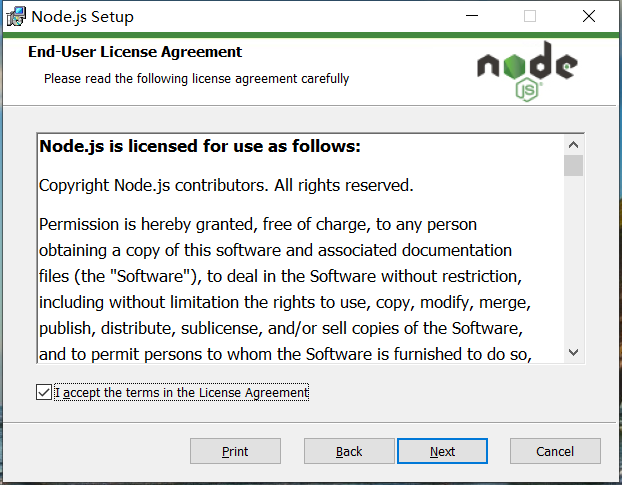 Node.js Setup
End-User License Agreement
Please read the following license agreement carefully
node
JS
Node.js is licensed for use as follows:
Copyright Node.js contributors. All rights reserved.
Permission is hereby granted, free of charge, to any person
obtaining a copy of this software and associated documentation
files (the "Software"), to deal in the Software without restriction,
including without limitation the rights to use, copy, modify, merge,
publish, distribute, sublicense, and/or sell copies of the Software,
and to permit persons to whom the Software is furnished to do so,
I accept the terms in the License Agreement
Print
Back
Next
Cancel